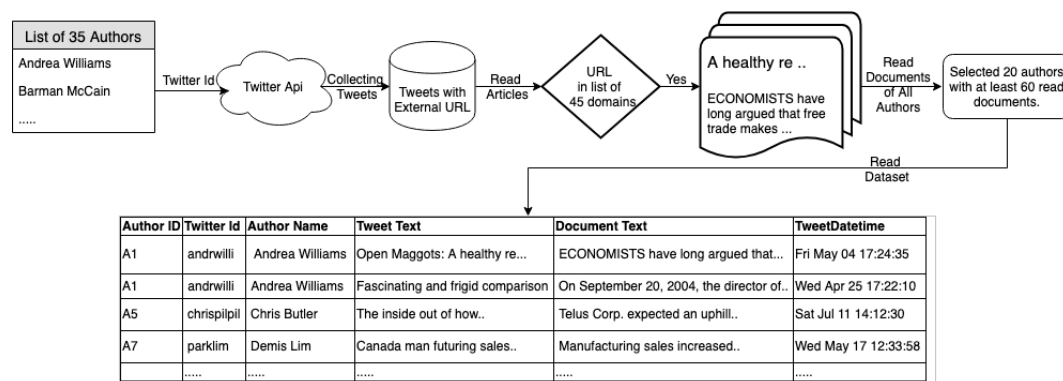 List of 35 Authors
Andrea Williams
Barman McCain
.....
Twitter Id
Twitter Api
Collecting
Tweets
Tweets with
External URL
Read
Articles
URL
in list of
45 domains
Yes
A healthy re ..
ECONOMISTS have
long argued that free
trade makes ...
Read
Documents
of All
Authors
Selected 20 authors
with at least 60 read
documents.
Read
Dataset
Author ID Twitter Id Author Name Tweet Text Document Text TweetDatetime
A1 andrwilli Andrea Williams Open Maggots: A healthy re... ECONOMISTS have long argued that... Fri May 04 17:24:35
A1 andrwilli Andrea Williams Fascinating and frigid comparison On September 20, 2004, the director of.. Wed Apr 25 17:22:10
A5 chrispilpil Chris Butler The inside out of how.. Telus Corp. expected an uphill.. Sat Jul 11 14:12:30
A7 parklim Demis Lim Canada man futuring sales.. Manufacturing sales increased.. Wed May 17 12:33:58
..... ..... ..... ..... .....